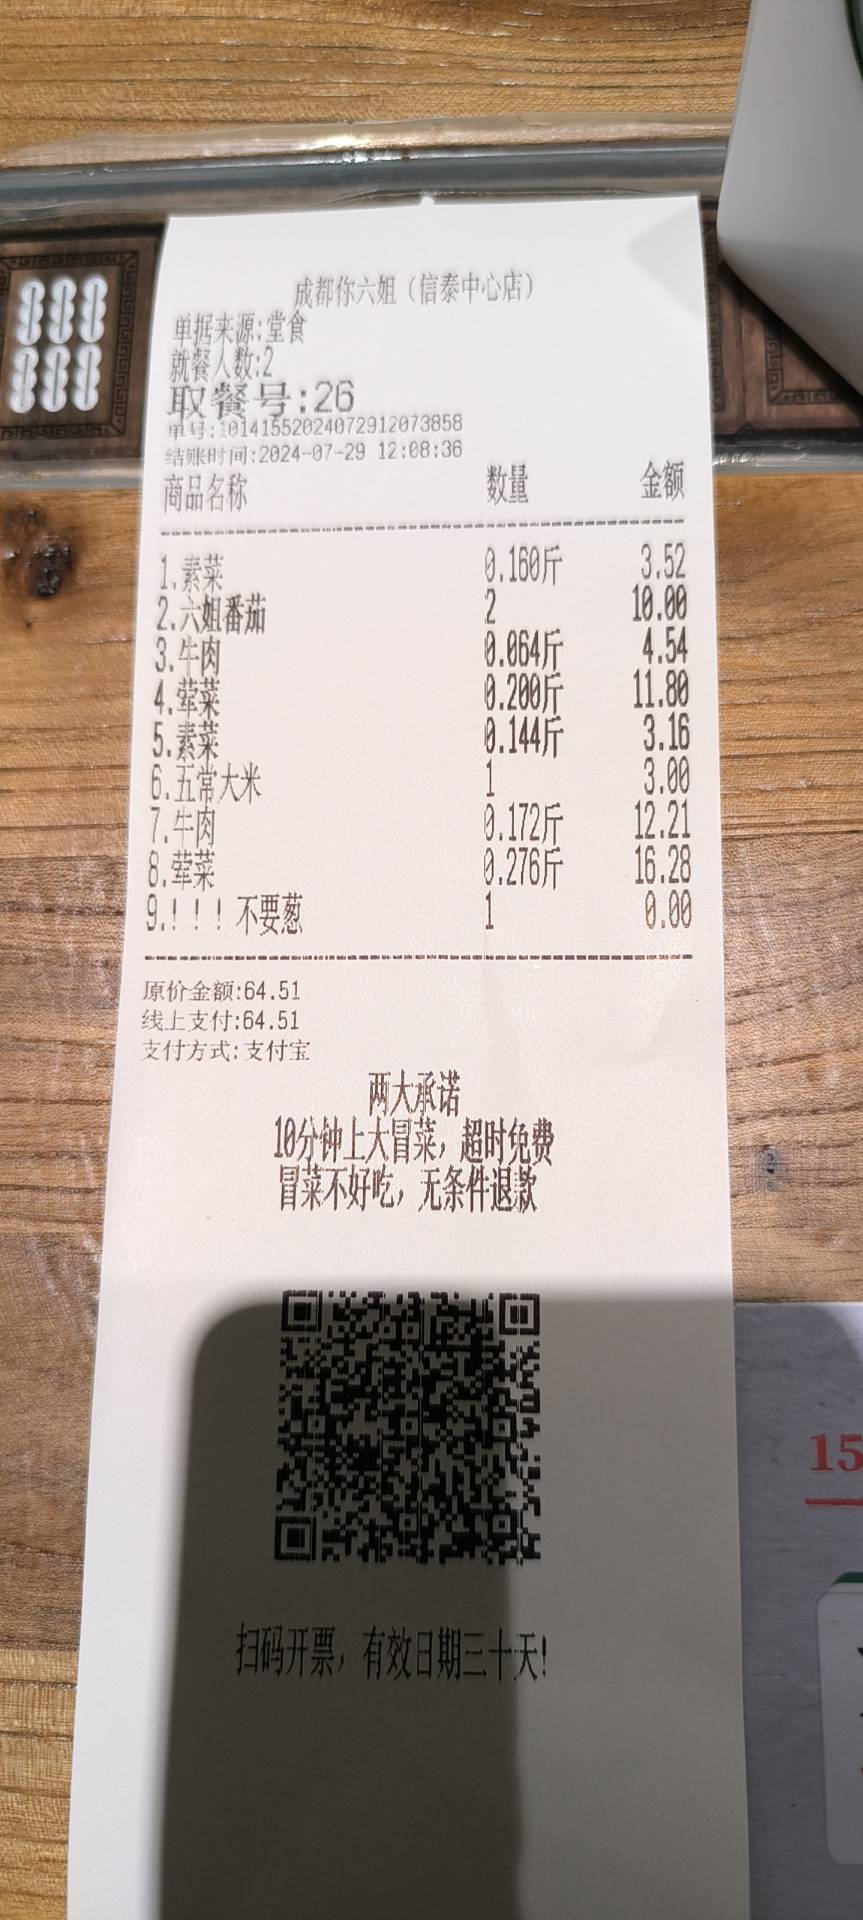 成都你六姐（信泰中心店）
单据来源:堂食
就餐人数:2
取餐号:26
单号:10141552024072912073858
结账时间:2024-07-29 12:08:36
商品名称 数量 金额
1.素菜 0.160斤 3.52
2.六姐番茄 2 10.00
3.牛肉 0.064斤 4.54
4.荤菜 0.200斤 11.80
5.素菜 0.144斤 3.16
6.五常大米 1 3.00
7.牛肉 0.172斤 12.21
8.荤菜 0.276斤 16.28
9.！！！不要葱 1 0.00
原价金额:64.51
线上支付:64.51
支付方式:支付宝
两大承诺
10分钟上大冒菜，超时免费
冒菜不好吃，无条件退款
15
扫码开票，有效日期三十天!